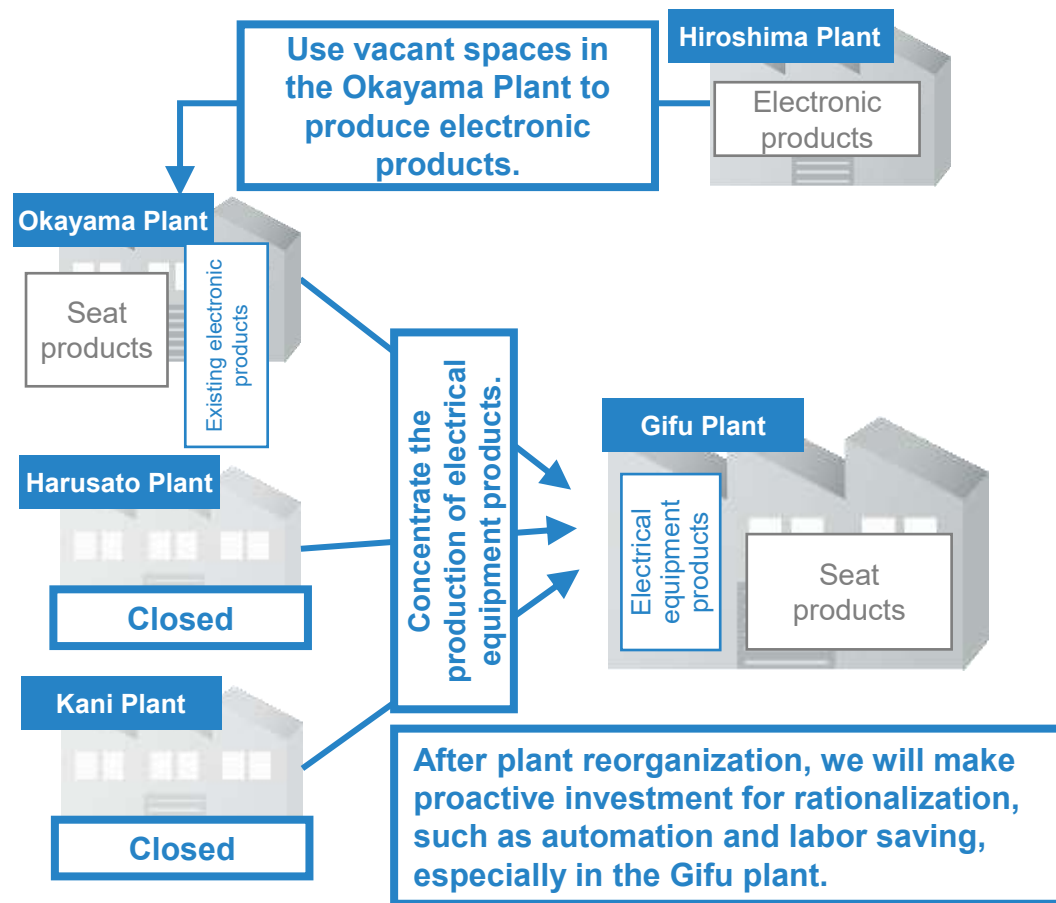 Use vacant spaces in
the Okayama Plant to
produce electronic
products.
Hiroshima Plant
Electronic
products
Okayama Plant
Seat
products
Existing electronic
products
Concentrate the
production of electrical
equipment products.
Gifu Plant
Electrical
equipment
products
Seat
products
Harusato Plant
Closed
Kani Plant
Closed
After plant reorganization, we will make
proactive investment for rationalization,
such as automation and labor saving,
especially in the Gifu plant.